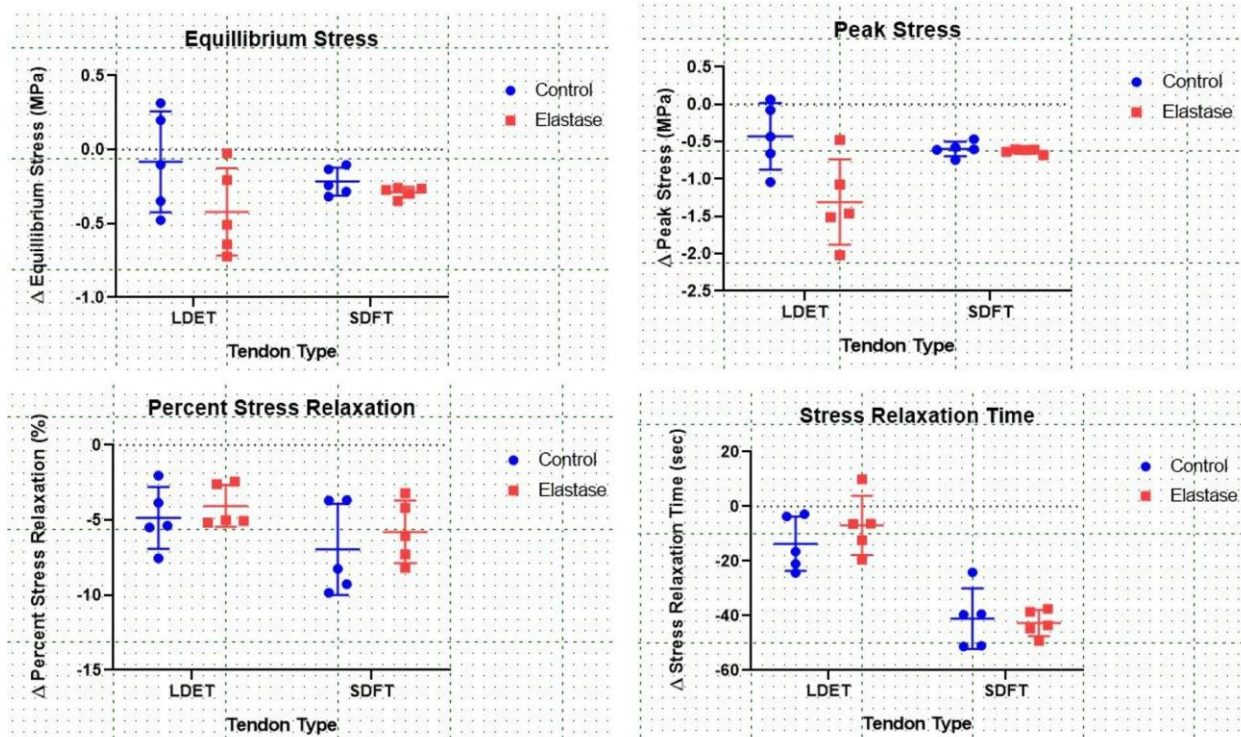 Equillibrium Stress
Δ Equillibrium Stress (MPa)
0.5
0.0
-0.5
-1.0
LDET
SDFT
Tendon Type
Control
Elastase
Peak Stress
Δ Peak Stress (MPa)
0.5
0.0
-0.5
-1.0
-1.5
-2.0
-2.5
LDET
SDFT
Tendon Type
Control
Elastase
Percent Stress Relaxation
Δ Percent Stress Relaxation (%)
0
-5
-10
-15
LDET
SDFT
Tendon Type
Control
Elastase
Stress Relaxation Time
Δ Stress Relaxation Time (sec)
20
0
-20
-40
-60
LDET
SDFT
Tendon Type
Control
Elastase